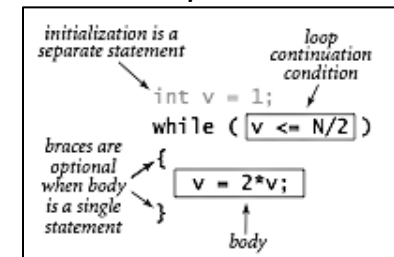 initialization is a
separate statement
loop
continuation
condition
int v = 1;
while ( v <= N/2 )
braces are
optional
when body
is a single
statement
{
v = 2*v;
}
body